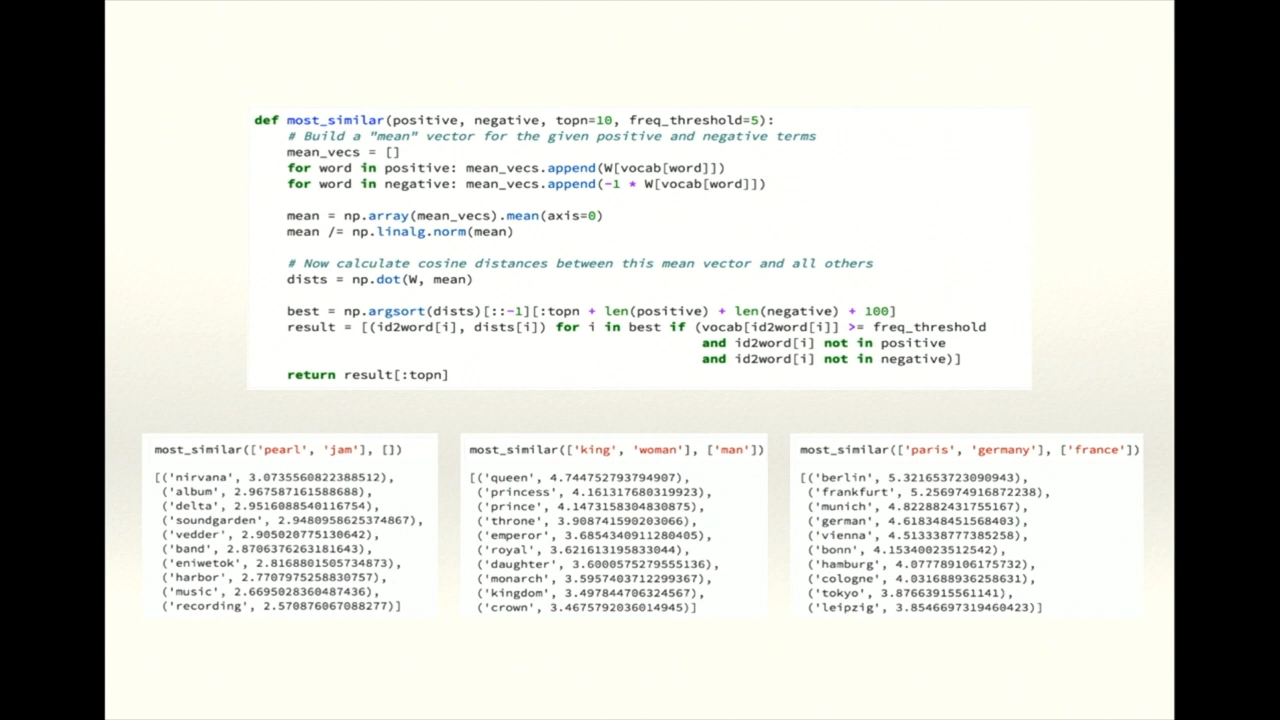 def most_similar(positive, negative, topn=10, freq_threshold=5):
# Build a "mean" vector for the given positive and negative terms
mean_vecs = []
for word in positive: mean_vecs.append(W[vocab[word]])
for word in negative: mean_vecs.append(-1 * W[vocab[word]])
mean = np.array(mean_vecs).mean(axis=0)
mean /= np.linalg.norm(mean)
# Now calculate cosine distances between this mean vector and all others
dists = np.dot(W, mean)
best = np.argsort(dists)[::-1][:topn + len(positive) + len(negative) + 100]
result = [(id2word[i], dists[i]) for i in best if (vocab[id2word[i]] >= freq_threshold
and id2word[i] not in positive
and id2word[i] not in negative)]
return result[:topn]
most_similar(['pearl', 'jam'], [])
[('nirvana', 3.0735560822388512),
('album', 2.967587161588688),
('delta', 2.9516088540116754),
('soundgarden', 2.9480958625374867),
('vedder', 2.905020775130642),
('band', 2.8706376263181643),
('eniwetok', 2.8168801505734873),
('harbor', 2.7707975258830757),
('music', 2.6695028360487436),
('recording', 2.570876067088277)]
most_similar(['king', 'woman'], ['man'])
[('queen', 4.744752793794907),
('princess', 4.161317680319923),
('prince', 4.1473158304830875),
('throne', 3.908741590203066),
('emperor', 3.6854340911280405),
('royal', 3.621613195833044),
('daughter', 3.6000575279555136),
('monarch', 3.5957403712299367),
('kingdom', 3.497844706324567),
('crown', 3.4675792036014945)]
most_similar(['paris', 'germany'], ['france'])
[('berlin', 5.321653723090943),
('frankfurt', 5.256974916872238),
('munich', 4.822882431755167),
('german', 4.618348451568403),
('vienna', 4.513338777385258),
('bonn', 4.15340023512542),
('hamburg', 4.077789106175732),
('cologne', 4.031688936258631),
('tokyo', 3.87663915561141),
('leipzig', 3.8546697319460423)]